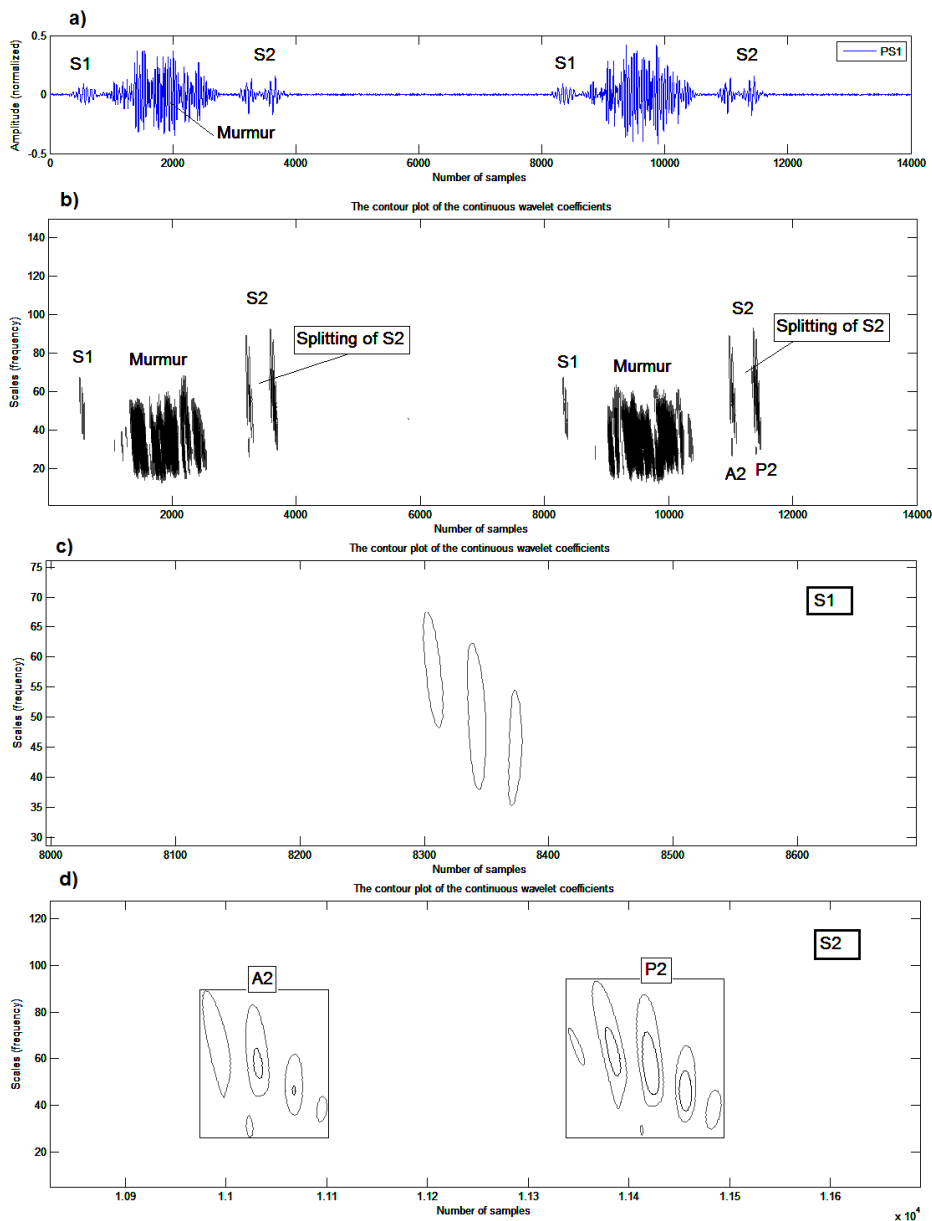 a)
0.5
0
-0.5
Amplitude (normalized)
S1
S2
Murmur
S1
S2
PS1
0 2000 4000 6000 8000 10000 12000 14000
Number of samples
b)
The contour plot of the continuous wavelet coefficients
140
120
100
80
60
40
20
Scales (frequency)
S1
Murmur
S2
Splitting of S2
S1
Murmur
S2
Splitting of S2
A2
P2
2000 4000 6000 8000 10000 12000 14000
Number of samples
c)
The contour plot of the continuous wavelet coefficients
75
70
65
60
55
50
45
40
35
30
Scales (frequency)
S1
8000 8100 8200 8300 8400 8500 8600
Number of samples
d)
The contour plot of the continuous wavelet coefficients
120
100
80
60
40
20
Scales (frequency)
A2
P2
S2
1.09 1.1 1.11 1.12 1.13 1.14 1.15 1.16
Number of samples
x 10^4